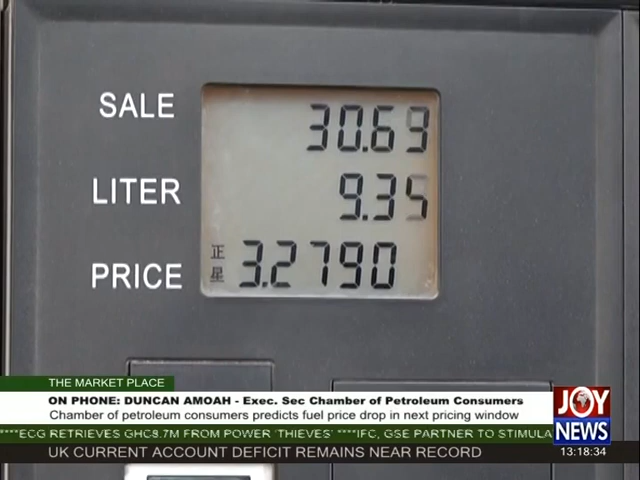 SALE 30.69
LITER 9.35
PRICE 正星 3.2790
THE MARKET PLACE
ON PHONE: DUNCAN AMOAH - Exec. Sec Chamber of Petroleum Consumers
Chamber of petroleum consumers predicts fuel price drop in next pricing window
****ECG RETRIEVES GHC8.7M FROM POWER 'THIEVES' ****IFC, GSE PARTNER TO STIMULA
UK CURRENT ACCOUNT DEFICIT REMAINS NEAR RECORD
JOY
NEWS
13:18:34